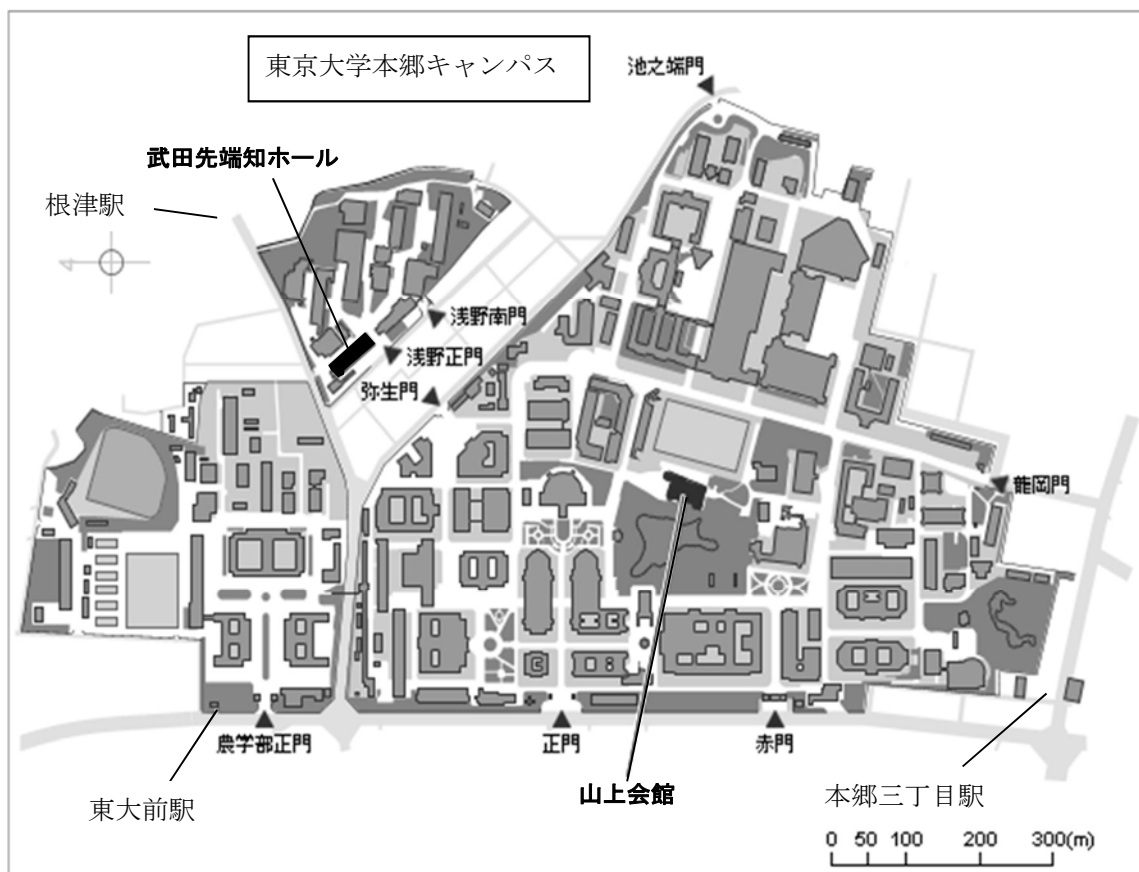 東京大学本郷キャンパス
池之端門
武田先端知ホール
根津駅
浅野南門
浅野正門
弥生門
龍岡門
農学部正門
正門
赤門
東大前駅
山上会館
本郷三丁目駅
0 50 100 200 300(m)